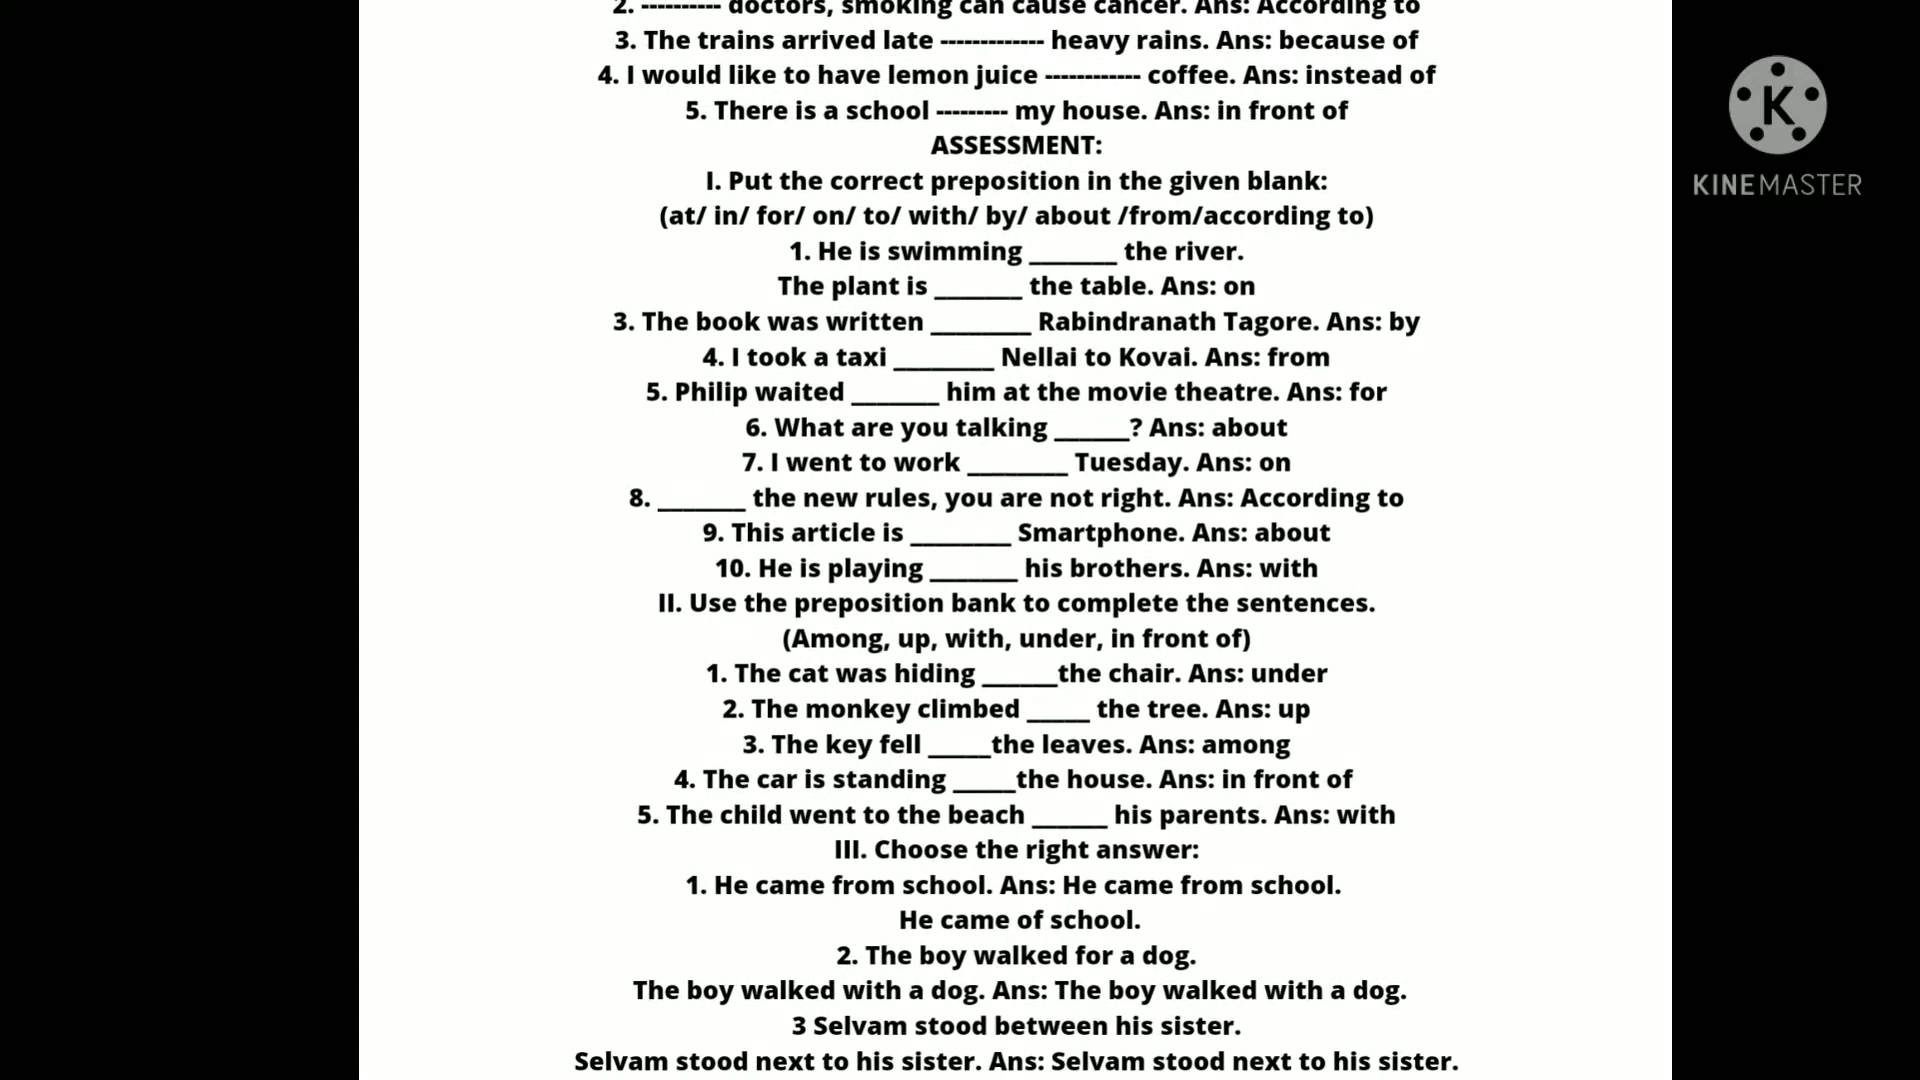 2. ---------- doctors, smoking can cause cancer. Ans: According to
3. The trains arrived late ------------- heavy rains. Ans: because of
4. I would like to have lemon juice ------------ coffee. Ans: instead of
5. There is a school --------- my house. Ans: in front of
ASSESSMENT:
I. Put the correct preposition in the given blank:
(at/ in/ for/ on/ to/ with/ by/ about /from/according to)
1. He is swimming _______ the river.
The plant is _______ the table. Ans: on
3. The book was written ________ Rabindranath Tagore. Ans: by
4. I took a taxi ________ Nellai to Kovai. Ans: from
5. Philip waited _______ him at the movie theatre. Ans: for
6. What are you talking ______? Ans: about
7. I went to work ________ Tuesday. Ans: on
8. _______ the new rules, you are not right. Ans: According to
9. This article is ________ Smartphone. Ans: about
10. He is playing _______ his brothers. Ans: with
II. Use the preposition bank to complete the sentences.
(Among, up, with, under, in front of)
1. The cat was hiding ______the chair. Ans: under
2. The monkey climbed _____ the tree. Ans: up
3. The key fell _____the leaves. Ans: among
4. The car is standing _____the house. Ans: in front of
5. The child went to the beach ______ his parents. Ans: with
III. Choose the right answer:
1. He came from school. Ans: He came from school.
He came of school.
2. The boy walked for a dog.
The boy walked with a dog. Ans: The boy walked with a dog.
3 Selvam stood between his sister.
Selvam stood next to his sister. Ans: Selvam stood next to his sister.
K
KINEMASTER